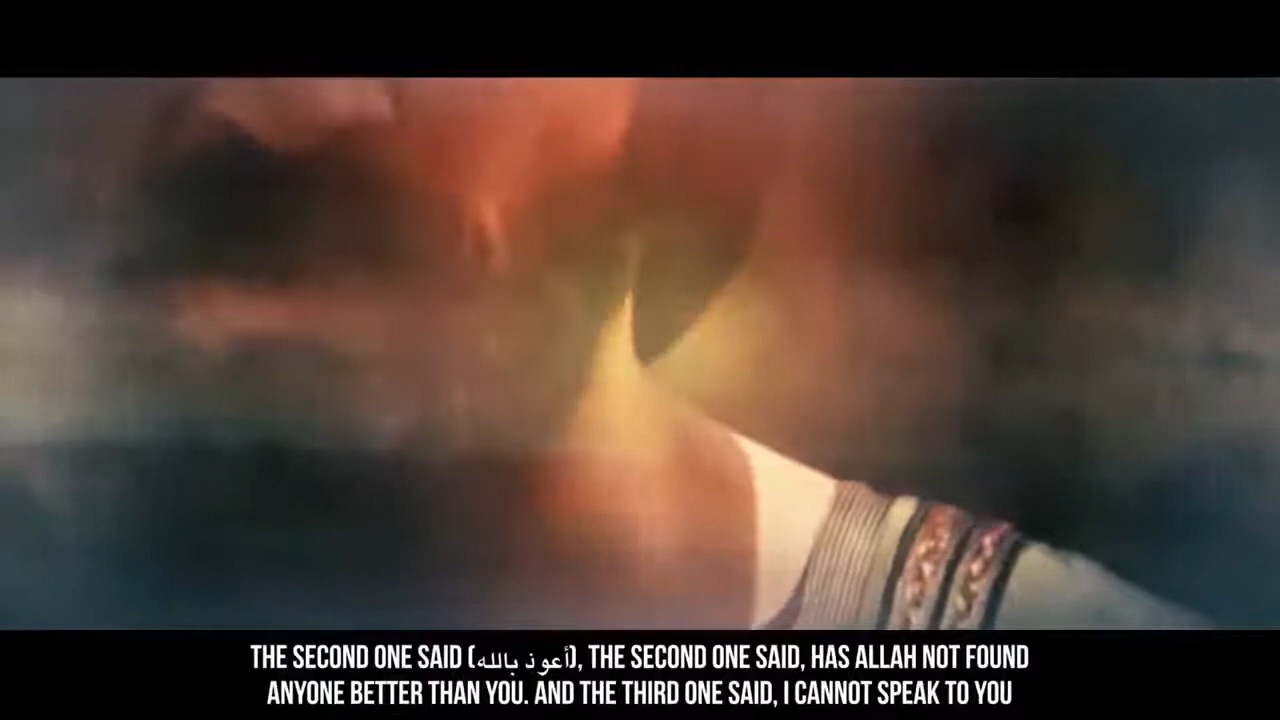 THE SECOND ONE SAID (أعوذ بالله), THE SECOND ONE SAID, HAS ALLAH NOT FOUND
ANYONE BETTER THAN YOU. AND THE THIRD ONE SAID, I CANNOT SPEAK TO YOU